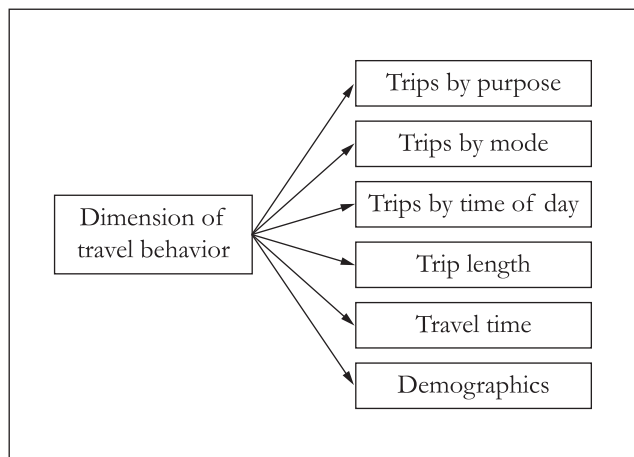 Dimension of
travel behavior
Trips by purpose
Trips by mode
Trips by time of day
Trip length
Travel time
Demographics